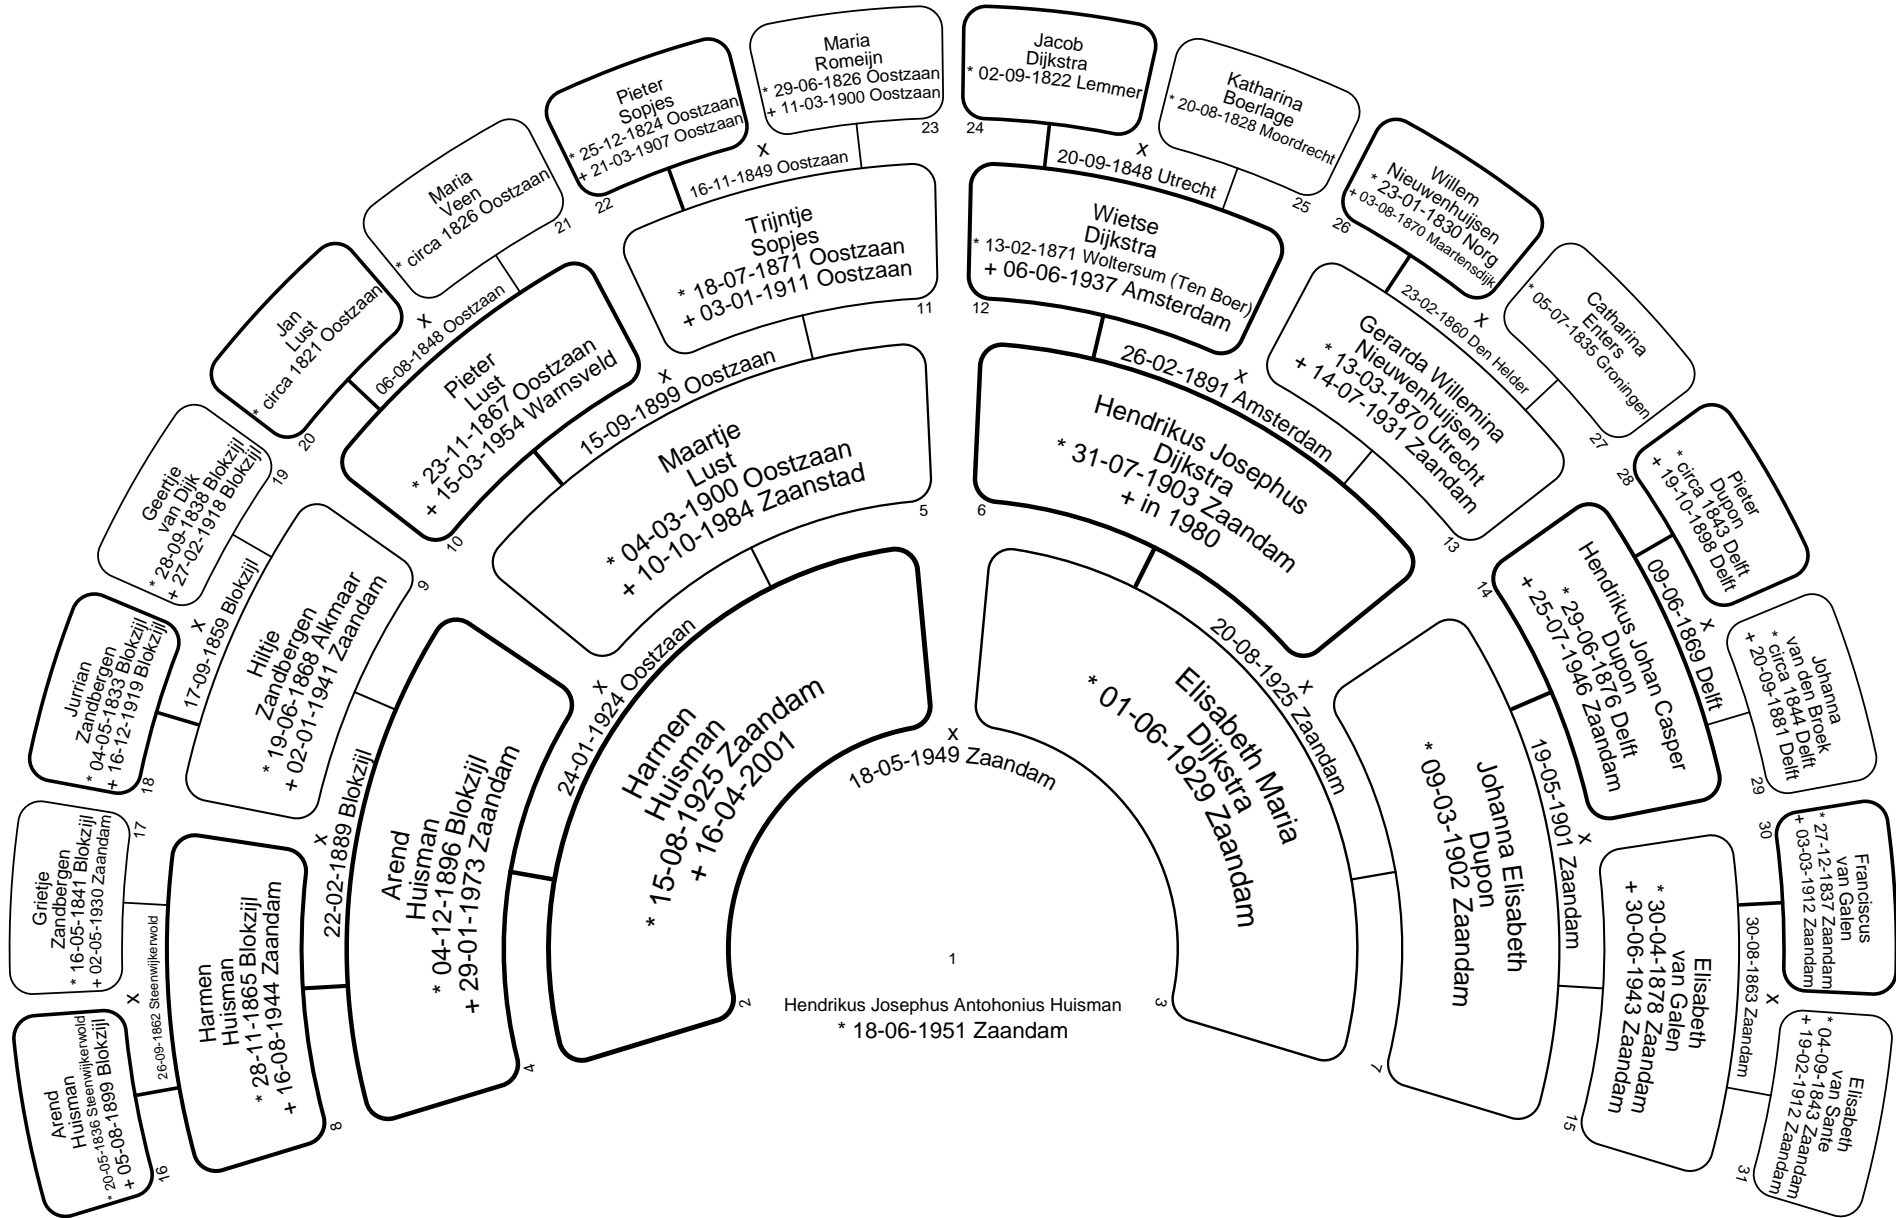 Maria
Romeijn
* 29-06-1826 Oostzaan
+ 11-03-1900 Oostzaan
23
Jacob
Dijkstra
* 02-09-1822 Lemmer
24
Pieter
Sopjes
* 25-12-1824 Oostzaan
+ 21-03-1907 Oostzaan
22
x
16-11-1849 Oostzaan
Katharina
Boerlage
* 20-08-1828 Moordrecht
25
x
20-09-1848 Utrecht
Maria
Veen
* circa 1826 Oostzaan
21
Willem
Nieuwenhuijsen
* 23-01-1830 Norg
+ 03-08-1870 Maartensdijk
26
Jan
Lust
* circa 1821 Oostzaan
20
x
06-08-1848 Oostzaan
Catharina
Enters
* 05-07-1835 Groningen
27
x
23-02-1860 Den Helder
Trijntje
Sopjes
* 18-07-1871 Oostzaan
+ 03-01-1911 Oostzaan
11
Wietse
Dijkstra
* 13-02-1871 Woltersum (Ten Boer)
+ 06-06-1937 Amsterdam
12
Pieter
Lust
* 23-11-1867 Oostzaan
+ 15-03-1954 Warnsveld
10
x
15-09-1899 Oostzaan
Gerarda Willemina
Nieuwenhuijsen
* 13-03-1870 Utrecht
+ 14-07-1931 Zaandam
13
x
26-02-1891 Amsterdam
Geertje
van Dijk
* 28-09-1838 Blokzijl
+ 27-02-1918 Blokzijl
19
Pieter
Dupon
* circa 1843 Delft
+ 19-10-1898 Delft
28
Maartje
Lust
* 04-03-1900 Oostzaan
+ 10-10-1984 Zaanstad
5
Hendrikus Josephus
Dijkstra
* 31-07-1903 Zaandam
+ in 1980
6
Jurrian
Zandbergen
* 04-05-1833 Blokzijl
+ 16-12-1919 Blokzijl
18
x
17-09-1859 Blokzijl
Hiltje
Zandbergen
* 19-06-1868 Alkmaar
+ 02-01-1941 Zaandam
9
Hendrikus Johan Casper
Dupon
* 29-06-1876 Delft
+ 25-07-1946 Zaandam
14
x
09-06-1869 Delft
Johanna
van den Broek
* circa 1844 Delft
+ 20-09-1881 Delft
29
Arend
Huisman
* 04-12-1896 Blokzijl
+ 29-01-1973 Zaandam
4
x
24-01-1924 Oostzaan
Harmen
Huisman
* 15-08-1925 Zaandam
+ 16-04-2001
2
x
18-05-1949 Zaandam
Elisabeth Maria
Dijkstra
* 01-06-1929 Zaandam
3
x
20-08-1925 Zaandam
Johanna Elisabeth
Dupon
* 09-03-1902 Zaandam
7
x
19-05-1901 Zaandam
Grietje
Zandbergen
* 16-05-1841 Blokzijl
+ 02-05-1930 Zaandam
17
x
22-02-1889 Blokzijl
Harmen
Huisman
* 28-11-1865 Blokzijl
+ 16-08-1944 Zaandam
8
x
26-09-1862 Steenwijkerwold
Arend
Huisman
* 20-05-1836 Steenwijkerwold
+ 05-08-1899 Blokzijl
16
Elisabeth
van Galen
* 30-04-1878 Zaandam
+ 30-06-1943 Zaandam
15
Franciscus
van Galen
* 27-12-1837 Zaandam
+ 03-03-1912 Zaandam
30
x
30-08-1863 Zaandam
Elisabeth
van Sante
* 04-09-1843 Zaandam
+ 19-02-1912 Zaandam
31
1
Hendrikus Josephus Antohonius Huisman
* 18-06-1951 Zaandam